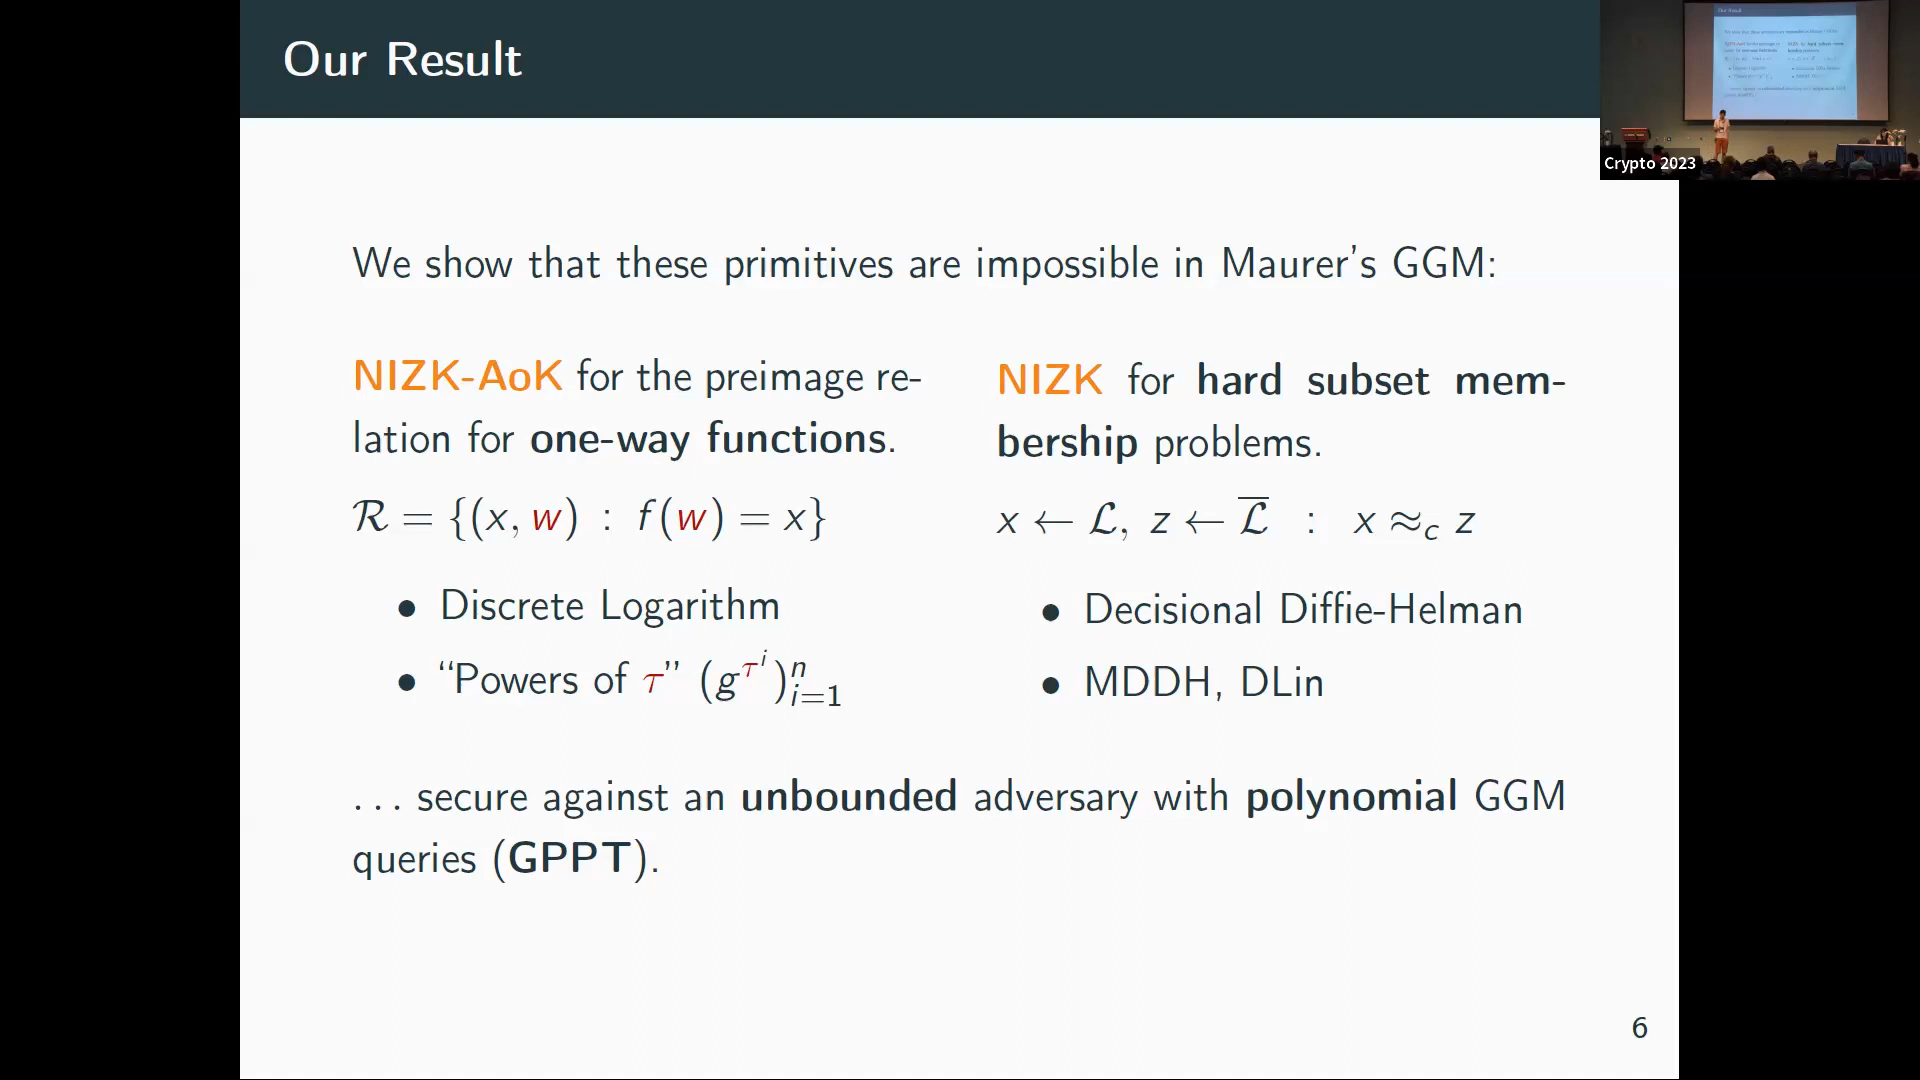 Our Result
Crypto 2023
We show that these primitives are impossible in Maurer's GGM:
NIZK-AoK for the preimage re-
lation for one-way functions.
R = {(x, w) : f(w) = x}
• Discrete Logarithm
• “Powers of τ” (g^{τ^i})_{i=1}^n
NIZK for hard subset mem-
bership problems.
x ← L, z ← L̅ : x ≈_c z
• Decisional Diffie-Helman
• MDDH, DLin
... secure against an unbounded adversary with polynomial GGM
queries (GPPT).
6